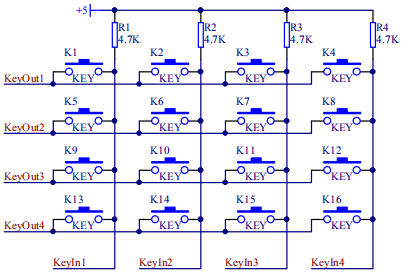 +5
R1 R2 R3 R4
4.7K 4.7K 4.7K 4.7K
K1 K2 K3 K4
KeyOut1 KEY KEY KEY KEY
K5 K6 K7 K8
KeyOut2 KEY KEY KEY KEY
K9 K10 K11 K12
KeyOut3 KEY KEY KEY KEY
K13 K14 K15 K16
KeyOut4 KEY KEY KEY KEY
KeyIn1 KeyIn2 KeyIn3 KeyIn4